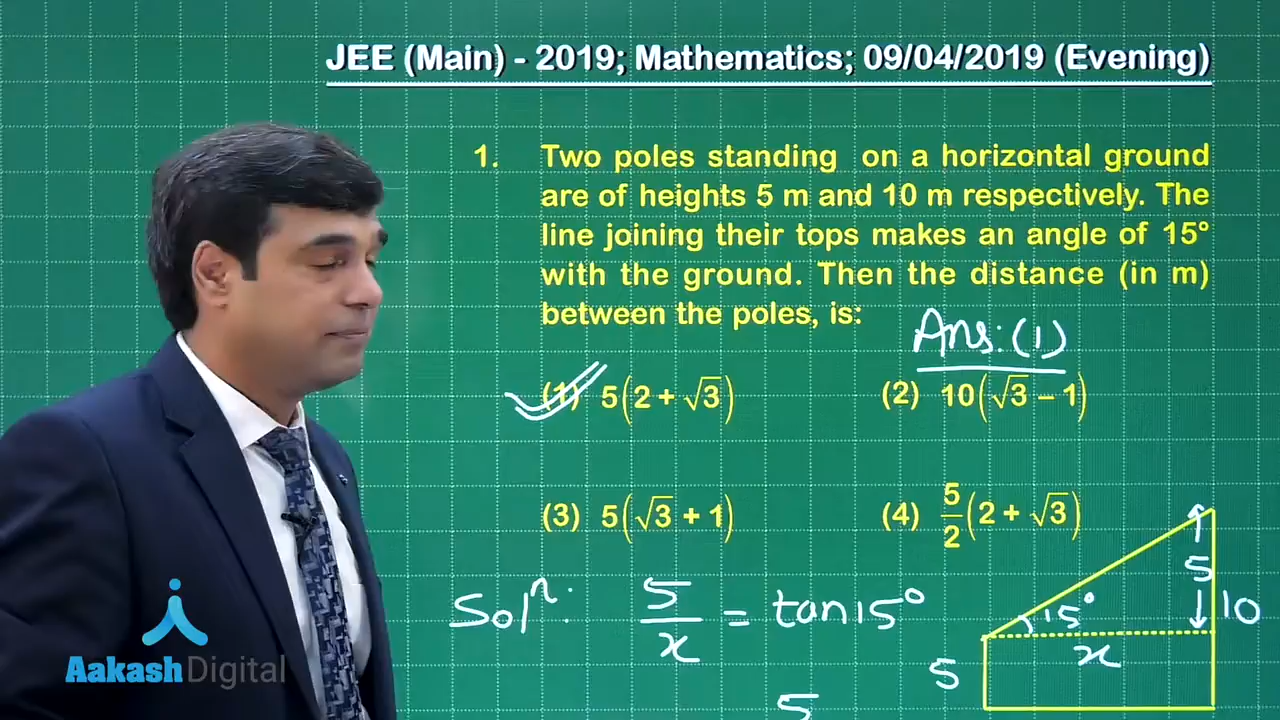 JEE (Main) - 2019; Mathematics; 09/04/2019 (Evening)
1. Two poles standing on a horizontal ground
are of heights 5 m and 10 m respectively. The
line joining their tops makes an angle of 15°
with the ground. Then the distance (in m)
between the poles, is:
Ans: (1)
(1) 5(2 + √3) (2) 10(√3 – 1)
(3) 5(√3 + 1) (4) 5/2(2 + √3)
Solⁿ: 5/x = tan15°
5
15°
10
x
5
5
Aakash Digital